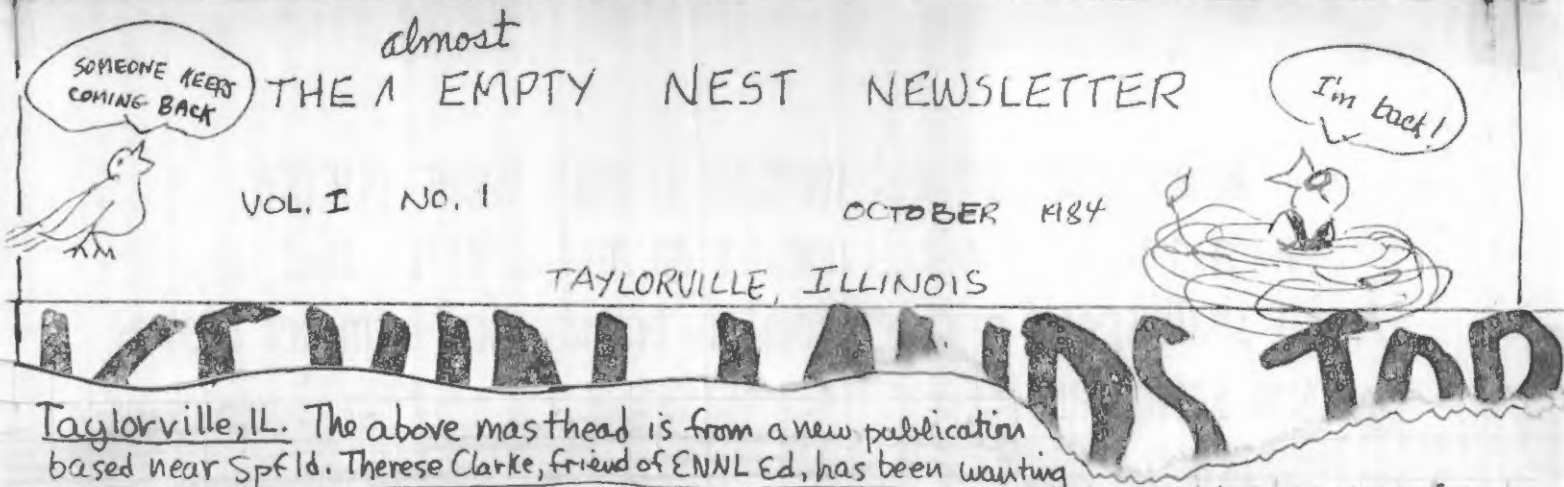 almost
SOMEONE KEEPS
COMING BACK
THE ∧ EMPTY NEST NEWSLETTER
I'm back!
VOL. I NO. 1
OCTOBER 1984
TAYLORVILLE, ILLINOIS
DS TOP
Taylorville, IL. The above masthead is from a new publication
based near Spfld. Therese Clarke, friend of ENNL Ed, has been wanting